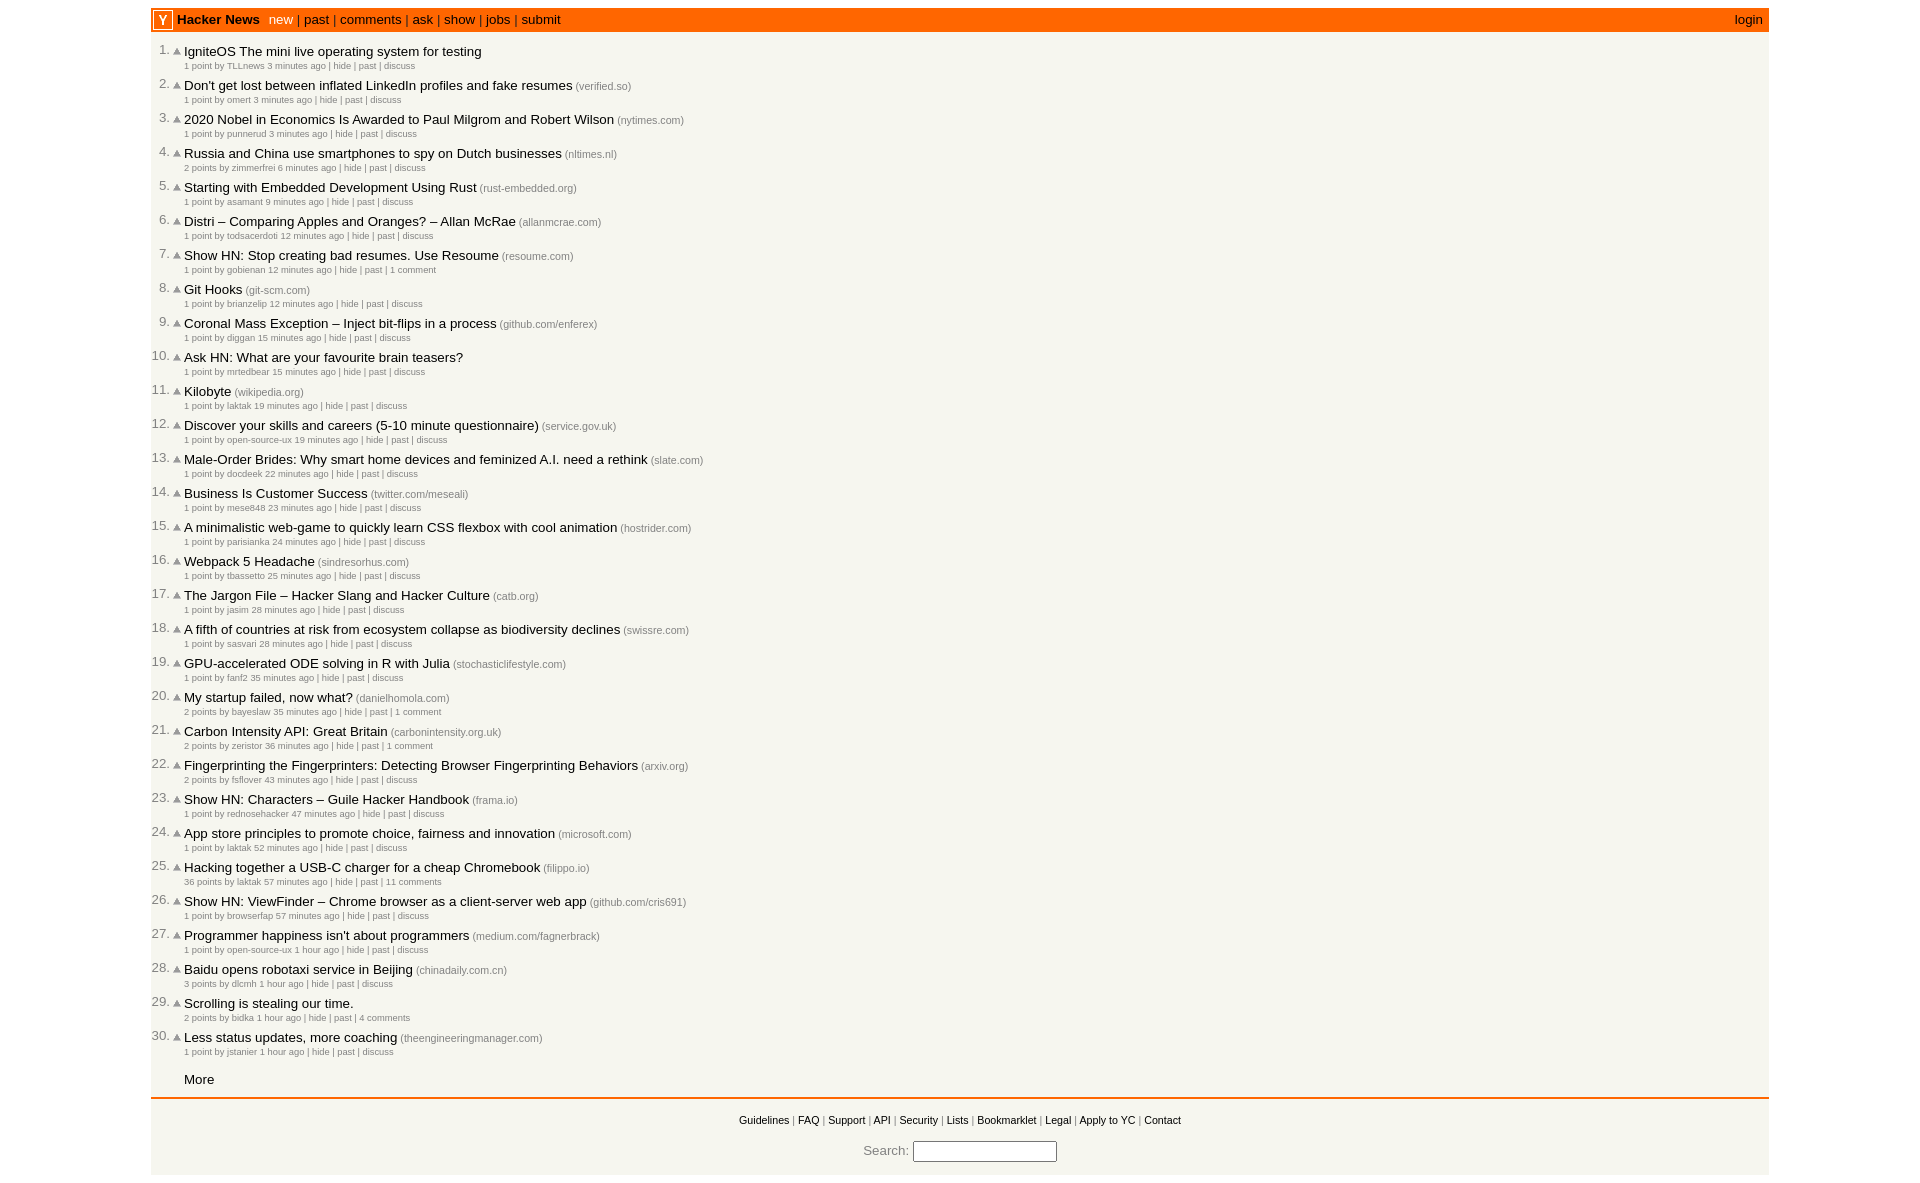 Y Hacker News new | past | comments | ask | show | jobs | submit login
1. IgniteOS The mini live operating system for testing
1 point by TLLnews 3 minutes ago | hide | past | discuss
2. Don't get lost between inflated LinkedIn profiles and fake resumes (verified.so)
1 point by omert 3 minutes ago | hide | past | discuss
3. 2020 Nobel in Economics Is Awarded to Paul Milgrom and Robert Wilson (nytimes.com)
1 point by punnerud 3 minutes ago | hide | past | discuss
4. Russia and China use smartphones to spy on Dutch businesses (nltimes.nl)
2 points by zimmerfrei 6 minutes ago | hide | past | discuss
5. Starting with Embedded Development Using Rust (rust-embedded.org)
1 point by asamant 9 minutes ago | hide | past | discuss
6. Distri – Comparing Apples and Oranges? – Allan McRae (allanmcrae.com)
1 point by todsacerdoti 12 minutes ago | hide | past | discuss
7. Show HN: Stop creating bad resumes. Use Resoume (resoume.com)
1 point by gobienan 12 minutes ago | hide | past | 1 comment
8. Git Hooks (git-scm.com)
1 point by brianzelip 12 minutes ago | hide | past | discuss
9. Coronal Mass Exception – Inject bit-flips in a process (github.com/enferex)
1 point by diggan 15 minutes ago | hide | past | discuss
10. Ask HN: What are your favourite brain teasers?
1 point by mrtedbear 15 minutes ago | hide | past | discuss
11. Kilobyte (wikipedia.org)
1 point by laktak 19 minutes ago | hide | past | discuss
12. Discover your skills and careers (5-10 minute questionnaire) (service.gov.uk)
1 point by open-source-ux 19 minutes ago | hide | past | discuss
13. Male-Order Brides: Why smart home devices and feminized A.I. need a rethink (slate.com)
1 point by docdeek 22 minutes ago | hide | past | discuss
14. Business Is Customer Success (twitter.com/meseali)
1 point by mese848 23 minutes ago | hide | past | discuss
15. A minimalistic web-game to quickly learn CSS flexbox with cool animation (hostrider.com)
1 point by parisianka 24 minutes ago | hide | past | discuss
16. Webpack 5 Headache (sindresorhus.com)
1 point by tbassetto 25 minutes ago | hide | past | discuss
17. The Jargon File – Hacker Slang and Hacker Culture (catb.org)
1 point by jasim 28 minutes ago | hide | past | discuss
18. A fifth of countries at risk from ecosystem collapse as biodiversity declines (swissre.com)
1 point by sasvari 28 minutes ago | hide | past | discuss
19. GPU-accelerated ODE solving in R with Julia (stochasticlifestyle.com)
1 point by fanf2 35 minutes ago | hide | past | discuss
20. My startup failed, now what? (danielhomola.com)
2 points by bayeslaw 35 minutes ago | hide | past | 1 comment
21. Carbon Intensity API: Great Britain (carbonintensity.org.uk)
2 points by zeristor 36 minutes ago | hide | past | 1 comment
22. Fingerprinting the Fingerprinters: Detecting Browser Fingerprinting Behaviors (arxiv.org)
2 points by fsflover 43 minutes ago | hide | past | discuss
23. Show HN: Characters – Guile Hacker Handbook (frama.io)
1 point by rednosehacker 47 minutes ago | hide | past | discuss
24. App store principles to promote choice, fairness and innovation (microsoft.com)
1 point by laktak 52 minutes ago | hide | past | discuss
25. Hacking together a USB-C charger for a cheap Chromebook (filippo.io)
36 points by laktak 57 minutes ago | hide | past | 11 comments
26. Show HN: ViewFinder – Chrome browser as a client-server web app (github.com/cris691)
1 point by browserfap 57 minutes ago | hide | past | discuss
27. Programmer happiness isn't about programmers (medium.com/fagnerbrack)
1 point by open-source-ux 1 hour ago | hide | past | discuss
28. Baidu opens robotaxi service in Beijing (chinadaily.com.cn)
3 points by dlcmh 1 hour ago | hide | past | discuss
29. Scrolling is stealing our time.
2 points by bidka 1 hour ago | hide | past | 4 comments
30. Less status updates, more coaching (theengineeringmanager.com)
1 point by jstanier 1 hour ago | hide | past | discuss
More
Guidelines | FAQ | Support | API | Security | Lists | Bookmarklet | Legal | Apply to YC | Contact
Search: